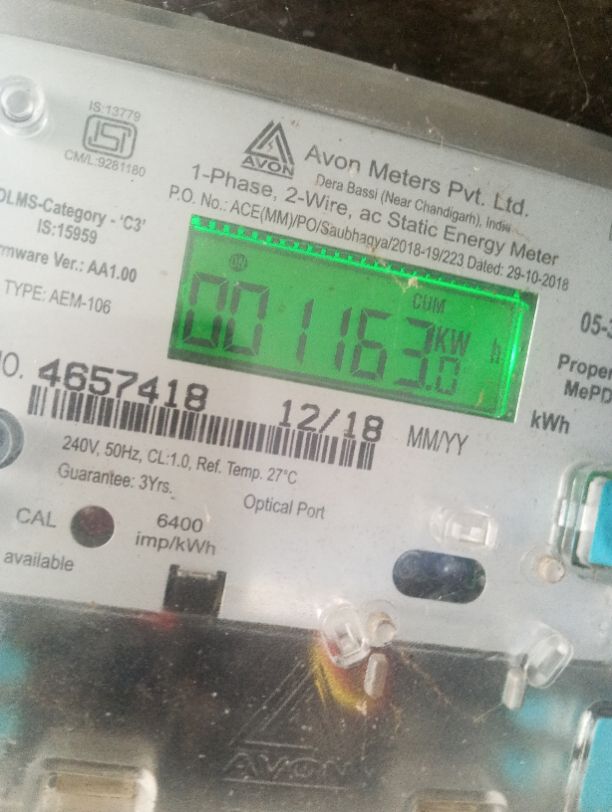 IS:13779
ISI
CM/L:9281180
AVON
Avon Meters Pvt. Ltd.
Dera Bassi (Near Chandigarh), India
1-Phase, 2-Wire, ac Static Energy Meter
P.O. No.: ACE(MM)/PO/Saubhagya/2018-19/223 Dated: 29-10-2018
DLMS-Category - 'C3'
IS:15959
rmware Ver.: AA1.00
TYPE: AEM-106
CUM
001163.0 KW
kWh
05-3
Proper
MePD
NO. 4657418 12/18 MM/YY
240V, 50Hz, CL:1.0, Ref. Temp. 27°C
Guarantee: 3Yrs.
Optical Port
CAL
6400
imp/kWh
available
AVON